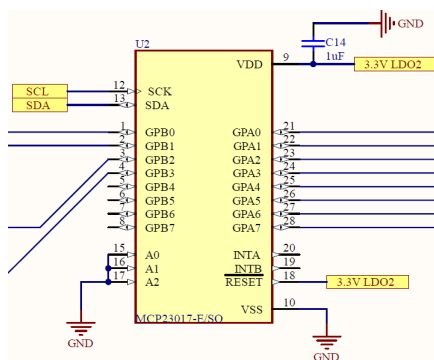 GND
U2
C14
1uF
VDD 9 3.3V LDO2
SCL 12 SCK
SDA 13 SDA
1 GPB0 GPA0 21
2 GPB1 GPA1 22
3 GPB2 GPA2 23
4 GPB3 GPA3 24
5 GPB4 GPA4 25
6 GPB5 GPA5 26
7 GPB6 GPA6 27
8 GPB7 GPA7 28
15 A0 INTA 20
16 A1 INTB 19
17 A2 RESET 18 3.3V LDO2
VSS 10
MCP23017-E/SO
GND
GND